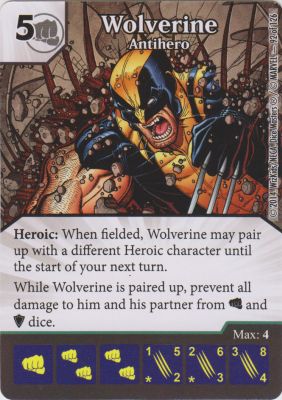 5
Wolverine
Antihero
Heroic: When fielded, Wolverine may pair
up with a different Heroic character until
the start of your next turn.
While Wolverine is paired up, prevent all
damage to him and his partner from and
dice.
Max: 4
1 5
* 2
2 6
* 3
3 8
4